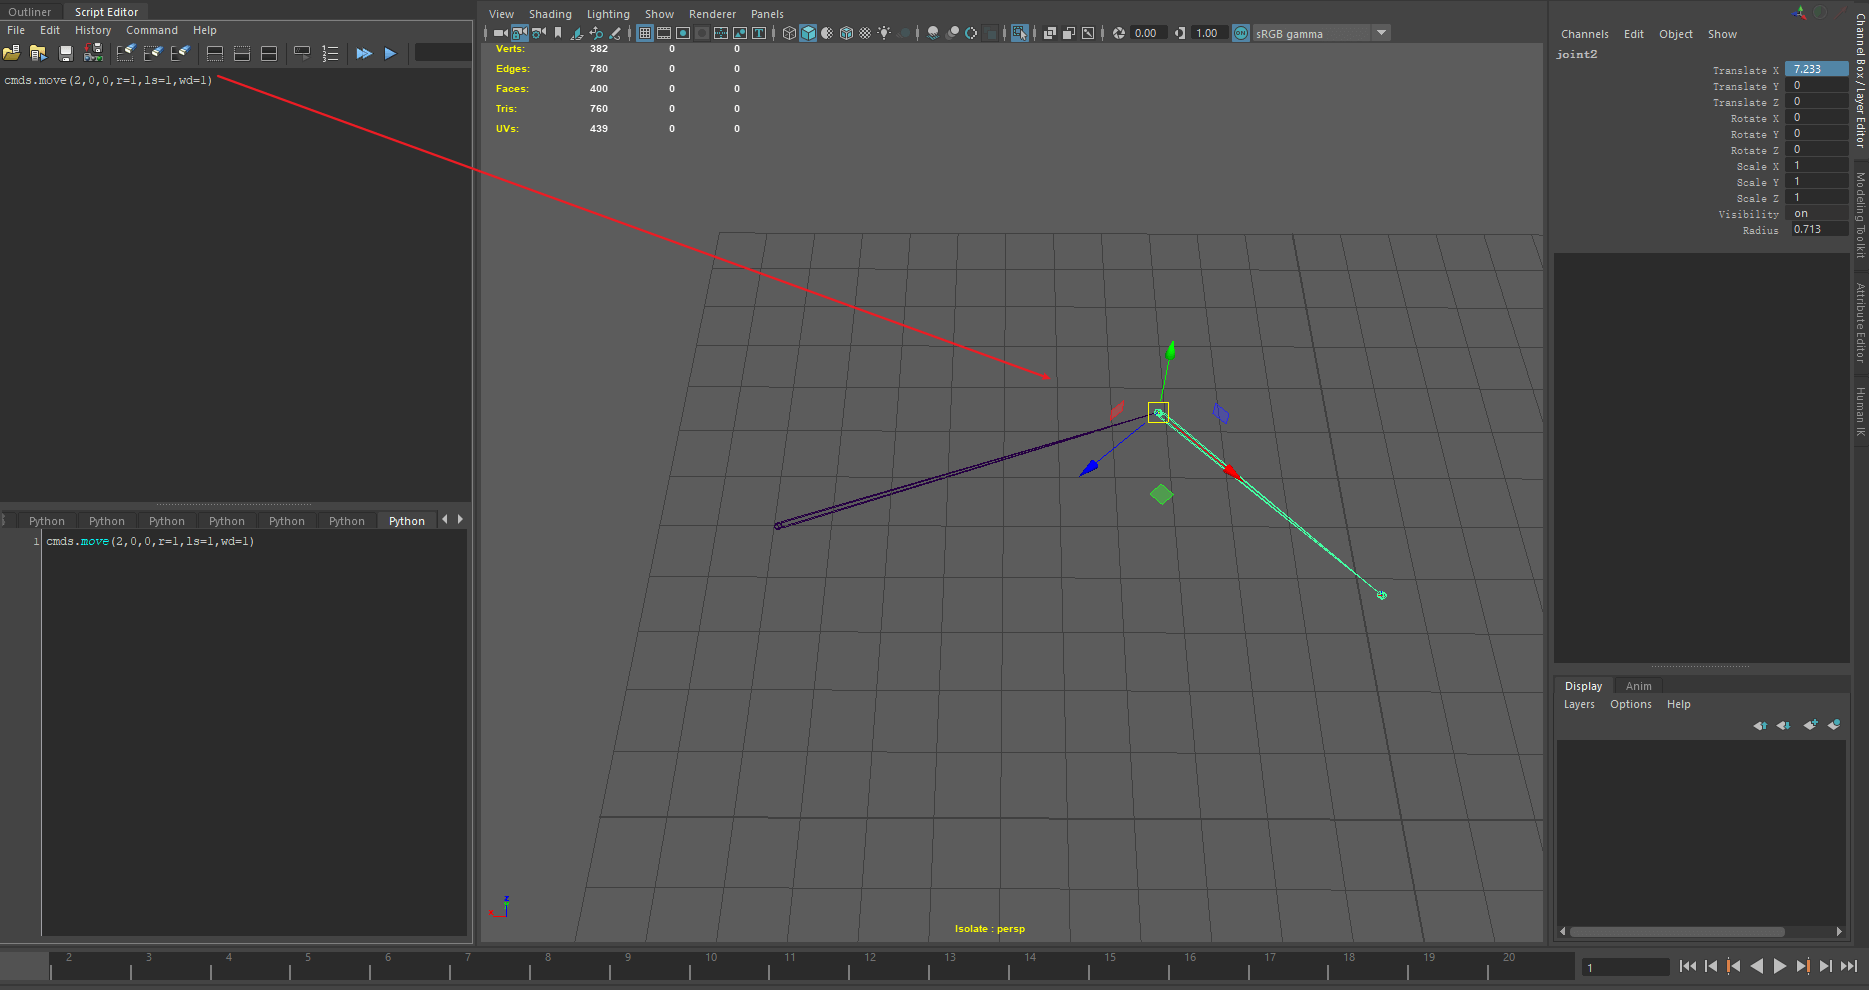 Outliner Script Editor
File Edit History Command Help
cmds.move(2,0,0,r=1,ls=1,wd=1)
Python Python Python Python Python Python Python
1 cmds.move(2,0,0,r=1,ls=1,wd=1)
View Shading Lighting Show Renderer Panels
0.00 1.00 ON sRGB gamma
Verts: 382 0 0
Edges: 780 0 0
Faces: 400 0 0
Tris: 760 0 0
UVs: 439 0 0
z
x
Isolate : persp
Channels Edit Object Show
joint2
Translate X 7.233
Translate Y 0
Translate Z 0
Rotate X 0
Rotate Y 0
Rotate Z 0
Scale X 1
Scale Y 1
Scale Z 1
Visibility on
Radius 0.713
Display Anim
Layers Options Help
Channel Box / Layer Editor
Modeling Toolkit
Attribute Editor
Human IK
2 3 4 5 6 7 8 9 10 11 12 13 14 15 16 17 18 19 20
1